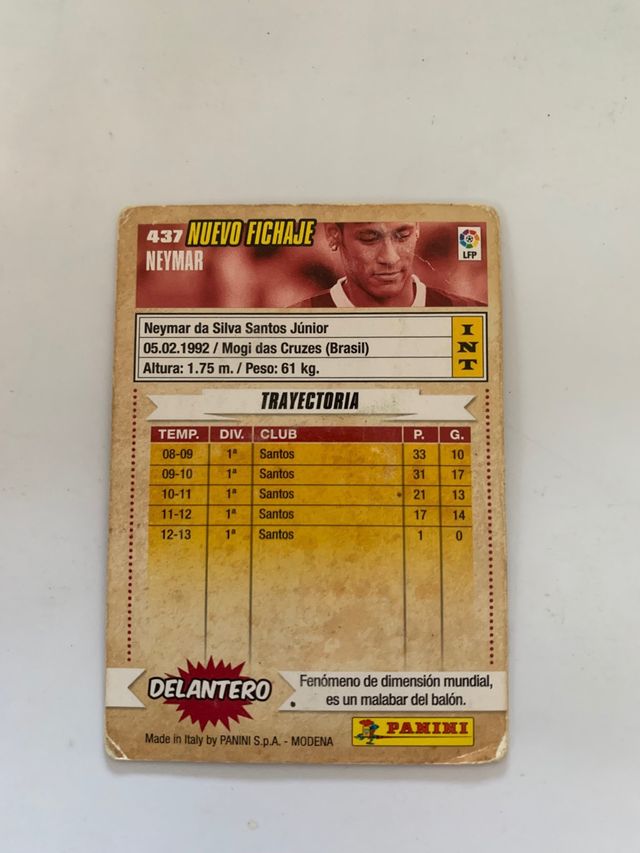 437 NUEVO FICHAJE
NEYMAR
LFP
Neymar da Silva Santos Júnior
05.02.1992 / Mogi das Cruzes (Brasil)
Altura: 1.75 m. / Peso: 61 kg.
INT
TRAYECTORIA
TEMP. DIV. CLUB P. G.
08-09 1ª Santos 33 10
09-10 1ª Santos 31 17
10-11 1ª Santos 21 13
11-12 1ª Santos 17 14
12-13 1ª Santos 1 0
DELANTERO
Fenómeno de dimensión mundial,
es un malabar del balón.
Made in Italy by PANINI S.p.A. - MODENA
PANINI